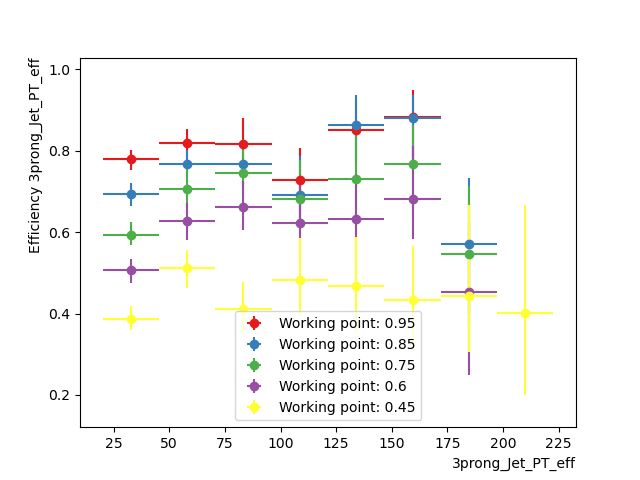 Efficiency 3prong_Jet_PT_eff
1.0
0.8
0.6
0.4
0.2
Working point: 0.95
Working point: 0.85
Working point: 0.75
Working point: 0.6
Working point: 0.45
25 50 75 100 125 150 175 200 225
3prong_Jet_PT_eff